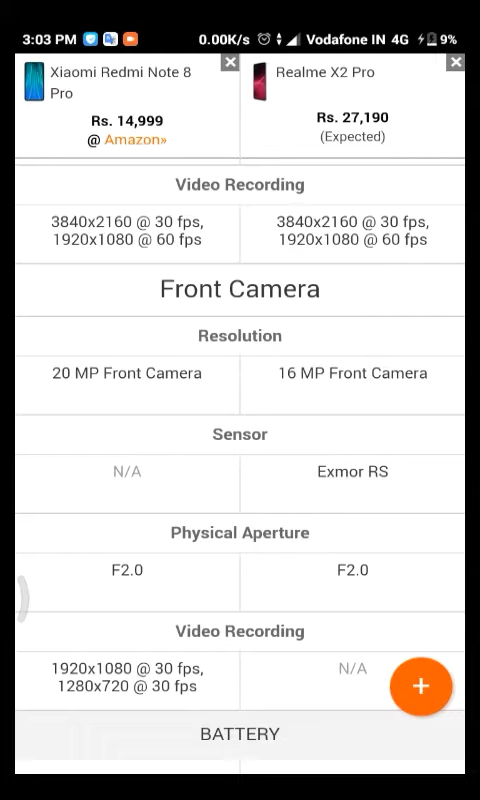 3:03 PM 0.00K/s Vodafone IN 4G 9%
Xiaomi Redmi Note 8 Pro
Rs. 14,999
@ Amazon»
Realme X2 Pro
Rs. 27,190
(Expected)
Video Recording
3840x2160 @ 30 fps,
1920x1080 @ 60 fps
3840x2160 @ 30 fps,
1920x1080 @ 60 fps
Front Camera
Resolution
20 MP Front Camera
16 MP Front Camera
Sensor
N/A
Exmor RS
Physical Aperture
F2.0
F2.0
Video Recording
1920x1080 @ 30 fps,
1280x720 @ 30 fps
N/A
+
BATTERY